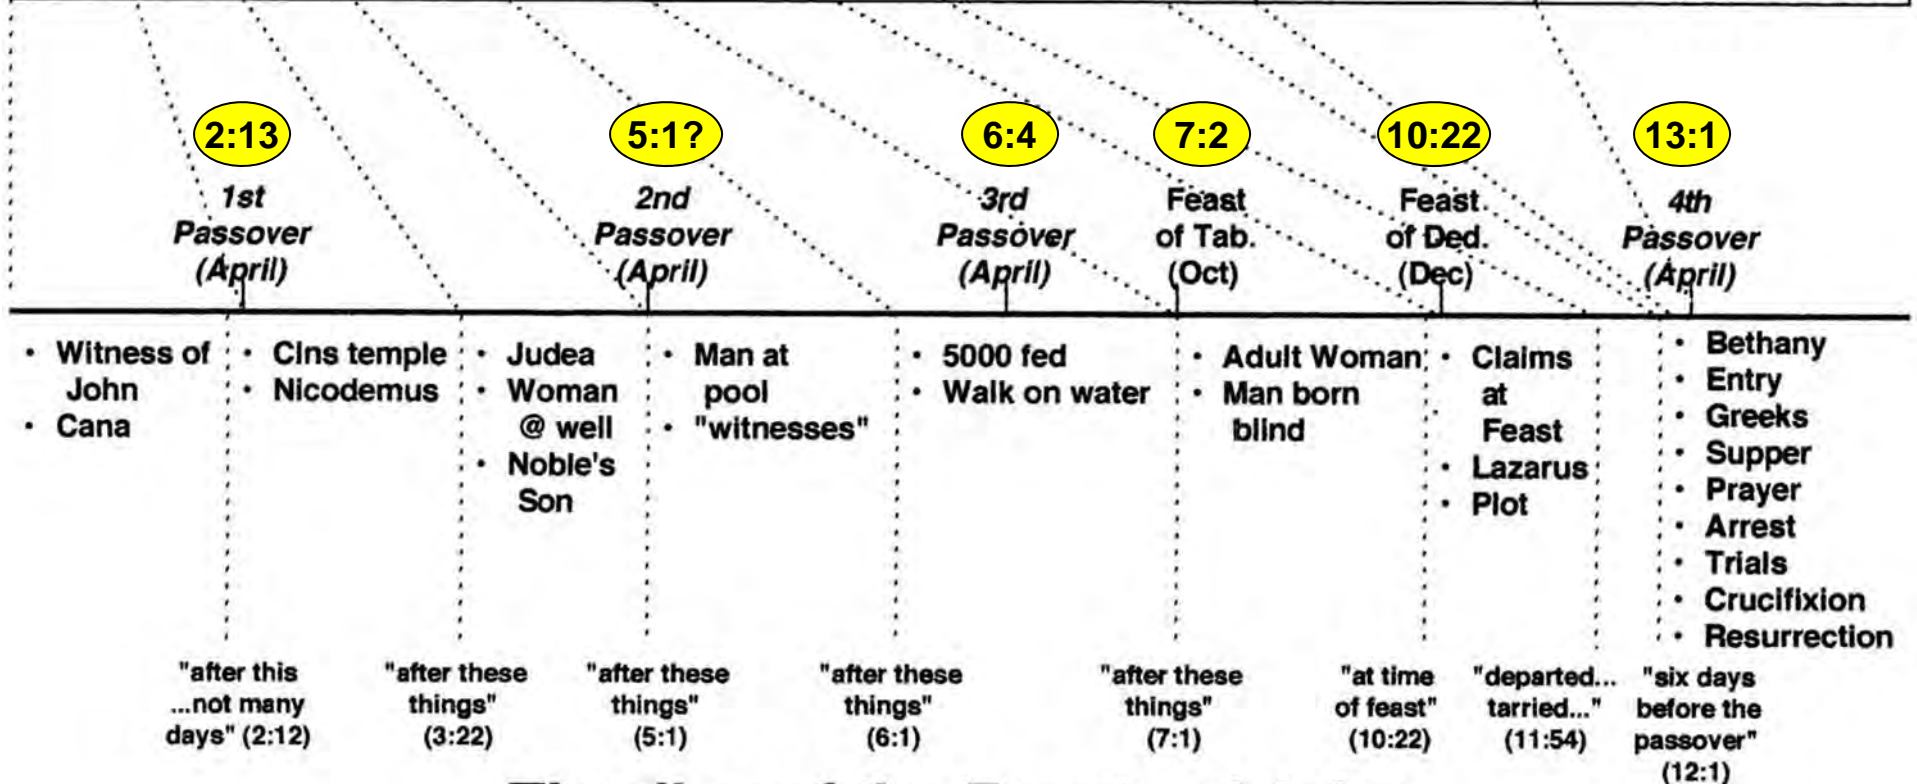 2:13
5:1?
6:4
7:2
10:22
13:1
1st
Passover
(April)
2nd
Passover
(April)
3rd
Passover
(April)
Feast
of Tab.
(Oct)
Feast
of Ded.
(Dec)
4th
Passover
(April)
• Witness of
John
• Cana
• Clns temple
• Nicodemus
• Judea
• Woman
@ well
• Noble's
Son
• Man at
pool
• "witnesses"
• 5000 fed
• Walk on water
• Adult Woman
• Man born
blind
• Claims
at
Feast
• Lazarus
• Plot
• Bethany
• Entry
• Greeks
• Supper
• Prayer
• Arrest
• Trials
• Crucifixion
• Resurrection
"after this
...not many
days" (2:12)
"after these
things"
(3:22)
"after these
things"
(5:1)
"after these
things"
(6:1)
"after these
things"
(7:1)
"at time
of feast"
(10:22)
"departed...
tarried..."
(11:54)
"six days
before the
passover"
(12:1)